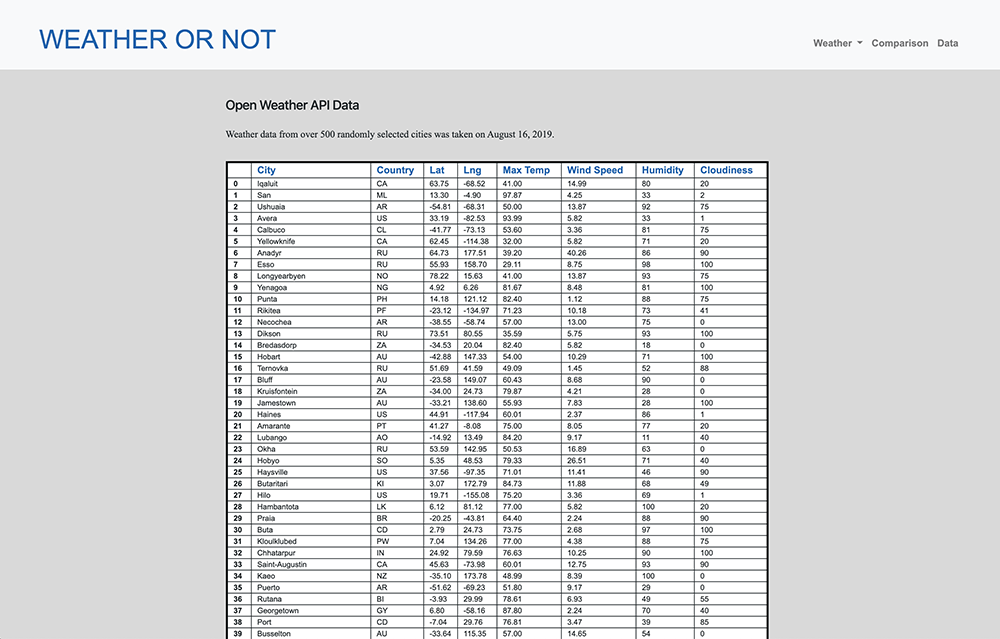 WEATHER OR NOT
Weather Comparison Data
Open Weather API Data
Weather data from over 500 randomly selected cities was taken on August 16, 2019.
City Country Lat Lng Max Temp Wind Speed Humidity Cloudiness
0 Iqaluit CA 63.75 -68.52 41.00 14.99 80 20
1 San ML 13.30 -4.90 97.87 4.25 33 2
2 Ushuaia AR -54.81 -68.31 50.00 13.87 92 75
3 Avera US 33.19 -82.53 93.99 5.82 33 1
4 Calbuco CL -41.77 -73.13 53.60 3.36 81 75
5 Yellowknife CA 62.45 -114.38 32.00 5.82 71 20
6 Anadyr RU 64.73 177.51 39.20 40.26 86 90
7 Esso RU 55.93 158.70 29.11 8.75 98 100
8 Longyearbyen NO 78.22 15.63 41.00 13.87 93 75
9 Yenagoa NG 4.92 6.26 81.67 8.48 81 100
10 Punta PH 14.18 121.12 82.40 1.12 88 75
11 Rikitea PF -23.12 -134.97 71.23 10.18 73 41
12 Necochea AR -38.55 -58.74 57.00 13.00 75 0
13 Dikson RU 73.51 80.55 35.59 5.75 93 100
14 Bredasdorp ZA -34.53 20.04 82.40 5.82 18 0
15 Hobart AU -42.88 147.33 54.00 10.29 71 100
16 Ternovka RU 51.69 41.59 49.09 1.45 52 88
17 Bluff AU -23.58 149.07 60.43 8.68 90 0
18 Kruisfontein ZA -34.00 24.73 79.87 4.21 28 0
19 Jamestown AU -33.21 138.60 55.93 7.83 28 100
20 Haines US 44.91 -117.94 60.01 2.37 86 1
21 Amarante PT 41.27 -8.08 75.00 8.05 77 20
22 Lubango AO -14.92 13.49 84.20 9.17 11 40
23 Okha RU 53.59 142.95 50.53 16.89 63 0
24 Hobyo SO 5.35 48.53 79.33 26.51 71 40
25 Haysville US 37.56 -97.35 71.01 11.41 46 90
26 Butaritari KI 3.07 172.79 84.73 11.88 68 49
27 Hilo US 19.71 -155.08 75.20 3.36 69 1
28 Hambantota LK 6.12 81.12 77.00 5.82 100 20
29 Praia BR -20.25 -43.81 64.40 2.24 88 90
30 Buta CD 2.79 24.73 73.75 2.68 97 100
31 Kloulklubed PW 7.04 134.26 77.00 4.38 88 75
32 Chhatarpur IN 24.92 79.59 76.63 10.25 90 100
33 Saint-Augustin CA 45.63 -73.98 60.01 12.75 93 90
34 Kaeo NZ -35.10 173.78 48.99 8.39 100 0
35 Puerto AR -51.62 -69.23 51.80 9.17 29 0
36 Rutana BI -3.93 29.99 78.61 6.93 49 55
37 Georgetown GY 6.80 -58.16 87.80 2.24 70 40
38 Port CD -7.04 29.76 76.81 3.47 39 85
39 Busselton AU -33.64 115.35 57.00 14.65 54 0